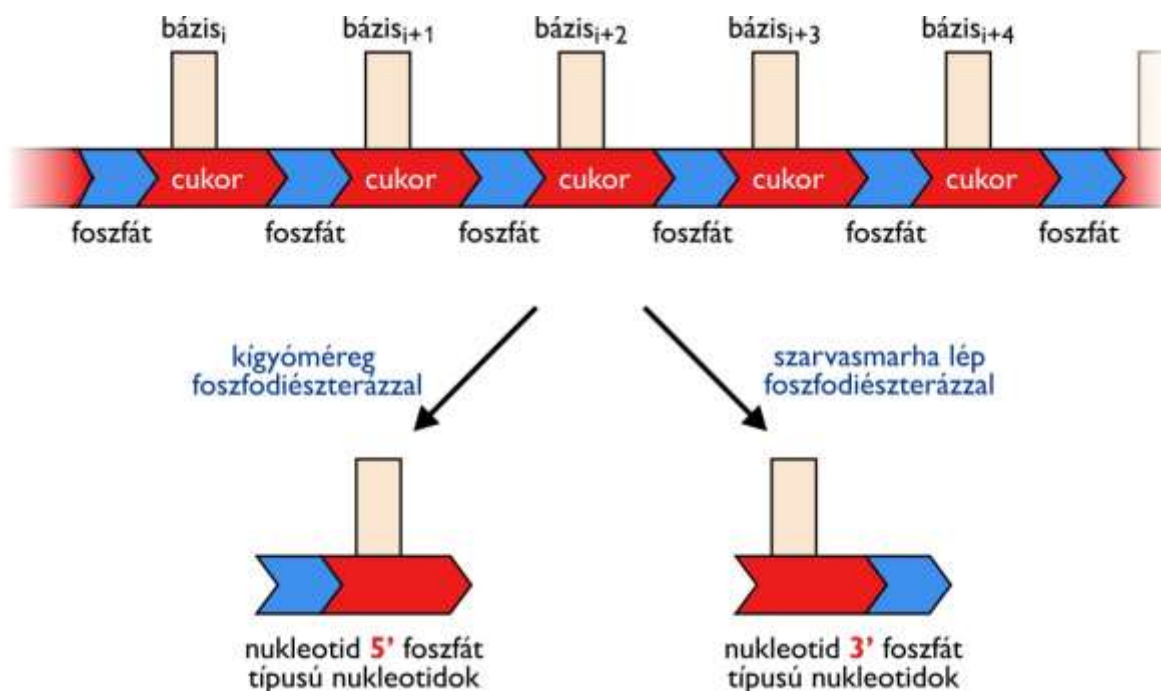 bázisi bázisi+1 bázisi+2 bázisi+3 bázisi+4
cukor cukor cukor cukor cukor
foszfát foszfát foszfát foszfát foszfát foszfát
kígyóméreg
foszfodiészterázzal
szarvasmarha lép
foszfodiészterázzal
nukleotid 5’ foszfát
típusú nukleotidok
nukleotid 3’ foszfát
típusú nukleotidok